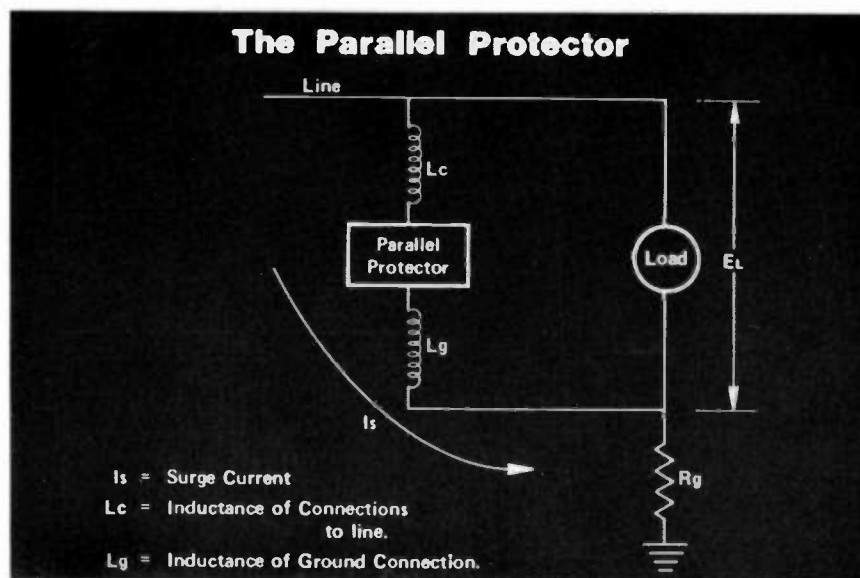 The Parallel Protector
Line
Lc
Parallel
Protector
Load
EL
Lg
Is
Rg
Is = Surge Current
Lc = Inductance of Connections
to line.
Lg = Inductance of Ground Connection.